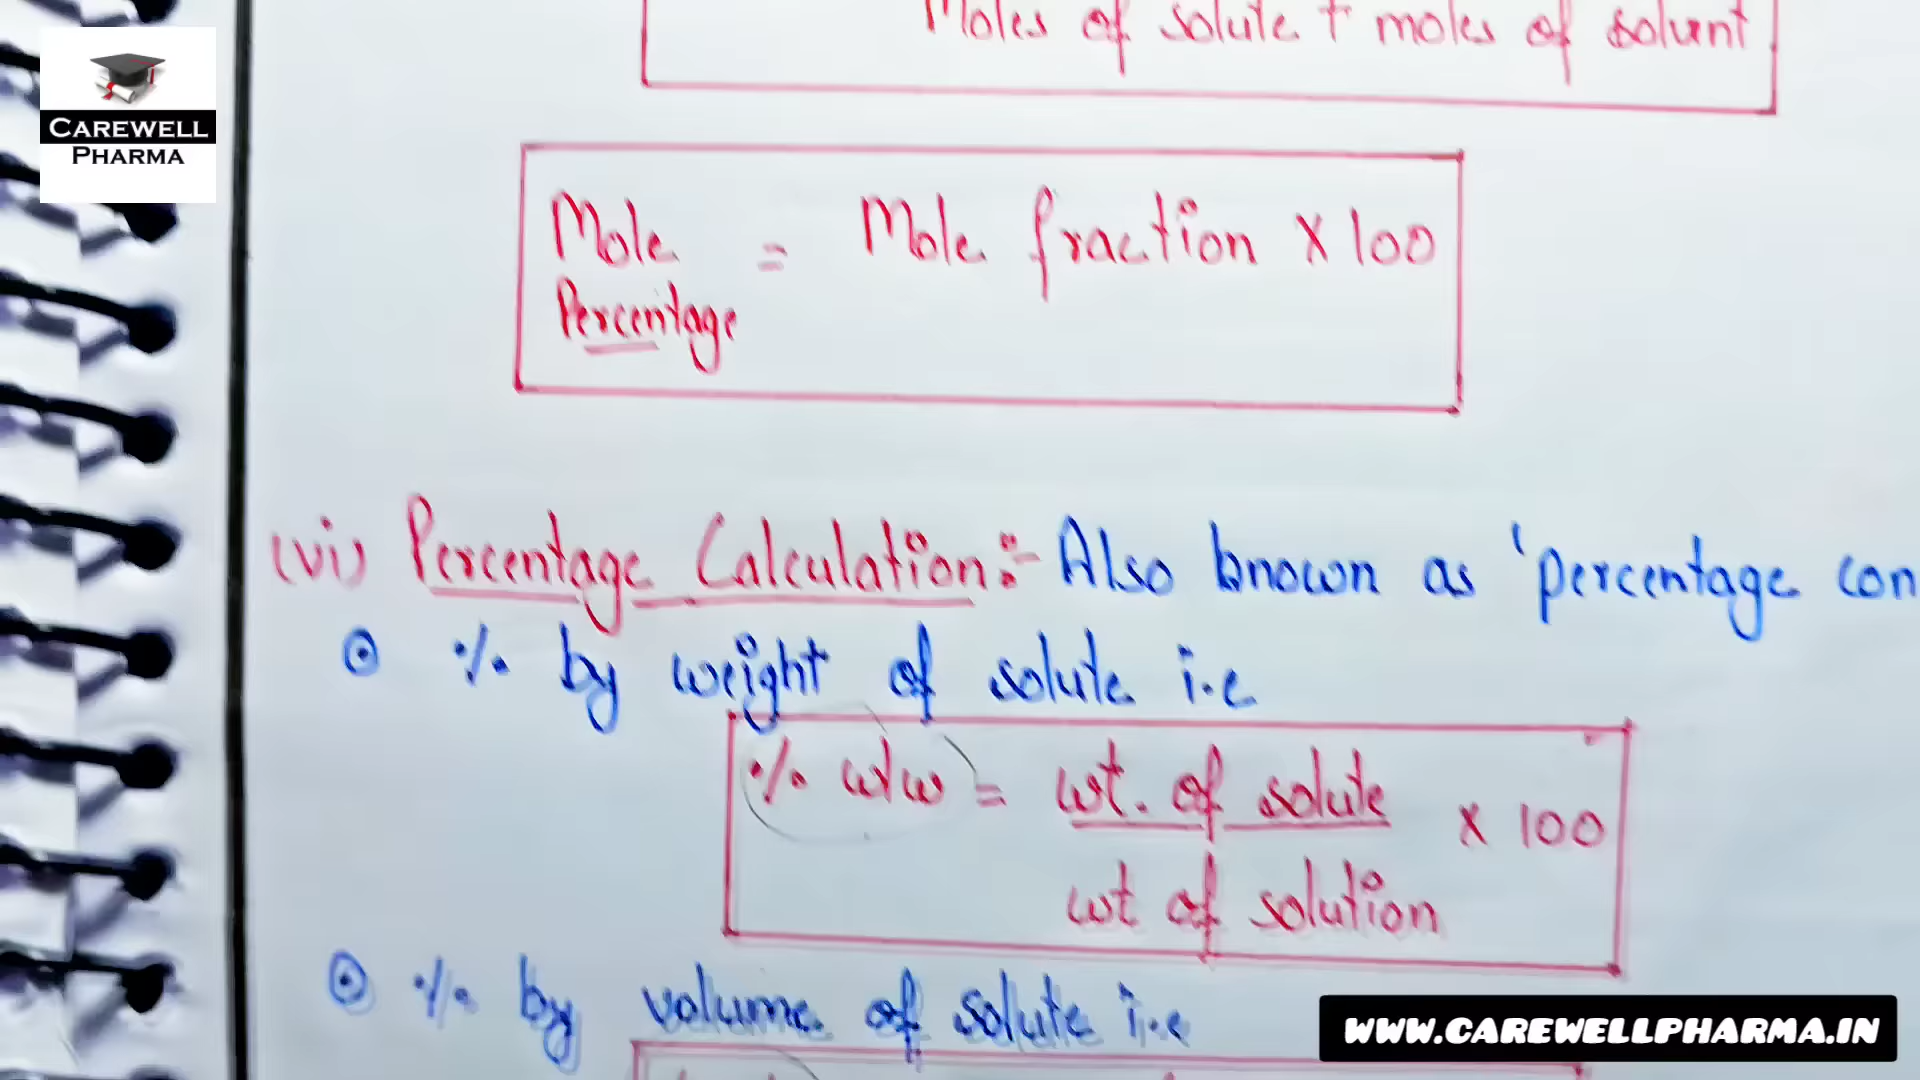 Moles of solute + moles of solvent
CAREWELL
PHARMA
Mole = Mole fraction X 100
Percentage
(vi) Percentage Calculation:- Also known as 'percentage con
⊙ % by weight of solute i.e
% w/w = wt. of solute X 100
wt of solution
⊙ % by volume of solute i.e
WWW.CAREWELLPHARMA.IN